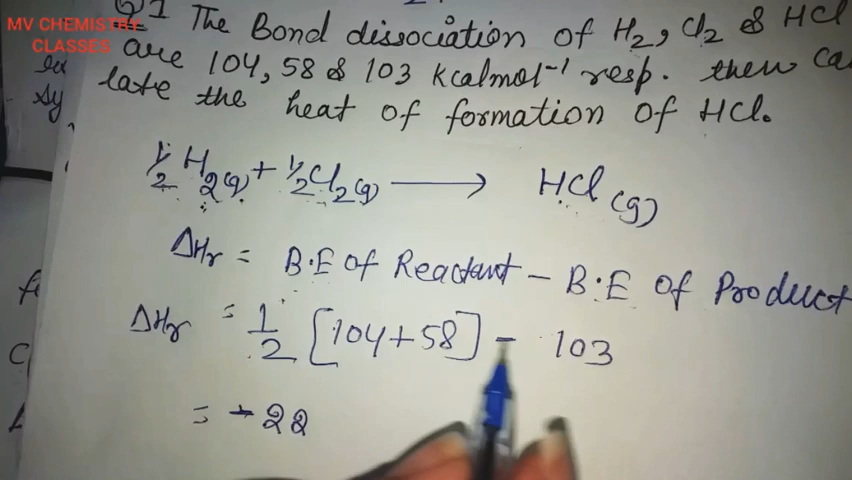 MV CHEMISTRY
CLASSES
Q 1 The Bond dissociation of H₂, Cl₂ & HCl
are 104, 58 & 103 Kcalmol⁻¹ resp. then Ca
late the heat of formation of HCl.
½ H₂(g) + ½ Cl₂(g) ⟶ HCl (g)
ΔHr = B.E of Reactant - B.E of Product
ΔHr = 1/2 [104+58] - 103
= -22